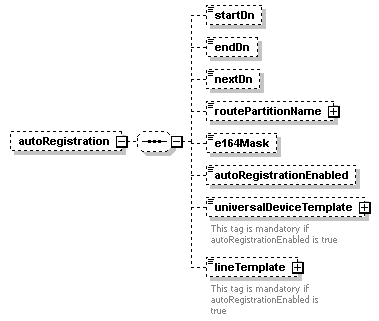 startDn
endDn
nextDn
routePartitionName
autoRegistration
e164Mask
autoRegistrationEnabled
universalDeviceTemplate
This tag is mandatory if
autoRegistrationEnabled is true
lineTemplate
This tag is mandatory if
autoRegistrationEnabled is
true